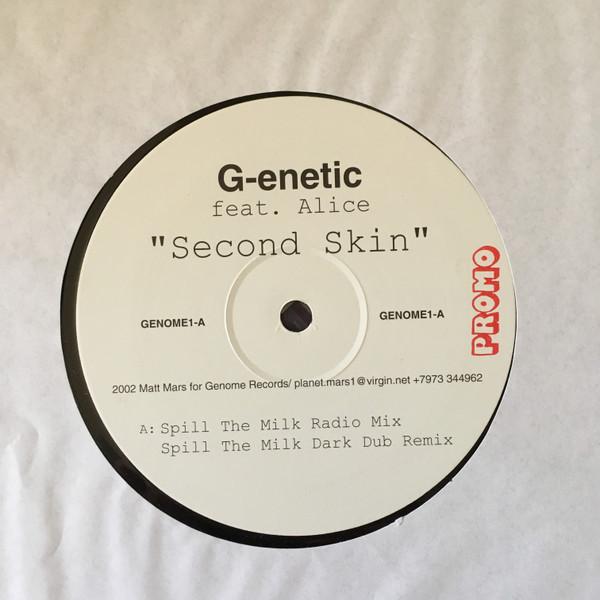 G-enetic
feat. Alice
"Second Skin"
PROMO
GENOME1-A
GENOME1-A
2002 Matt Mars for Genome Records/ planet.mars1@virgin.net +7973 344962
A: Spill The Milk Radio Mix
Spill The Milk Dark Dub Remix